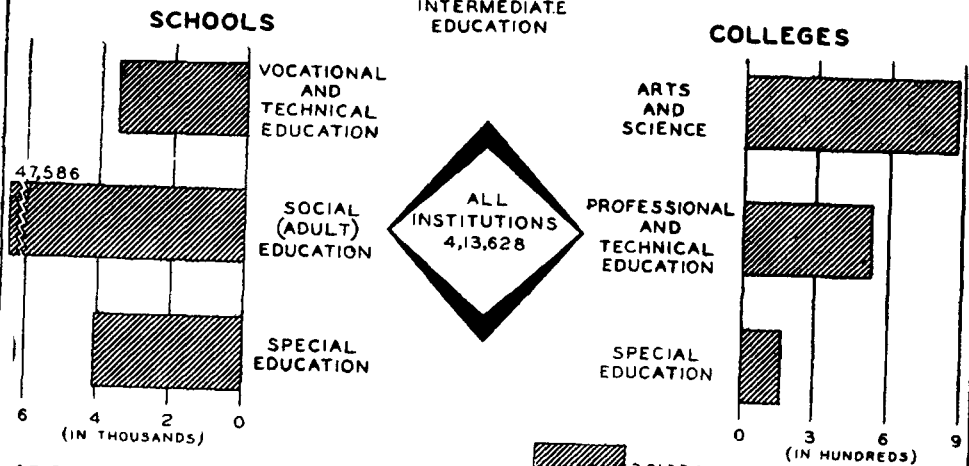 INTERMEDIATE
EDUCATION
SCHOOLS
VOCATIONAL
AND
TECHNICAL
EDUCATION
47,586
SOCIAL
(ADULT)
EDUCATION
SPECIAL
EDUCATION
6 4 2 0
(IN THOUSANDS)
ALL
INSTITUTIONS
4,13,628
COLLEGES
ARTS
AND
SCIENCE
PROFESSIONAL
AND
TECHNICAL
EDUCATION
SPECIAL
EDUCATION
0 3 6 9
(IN HUNDREDS)